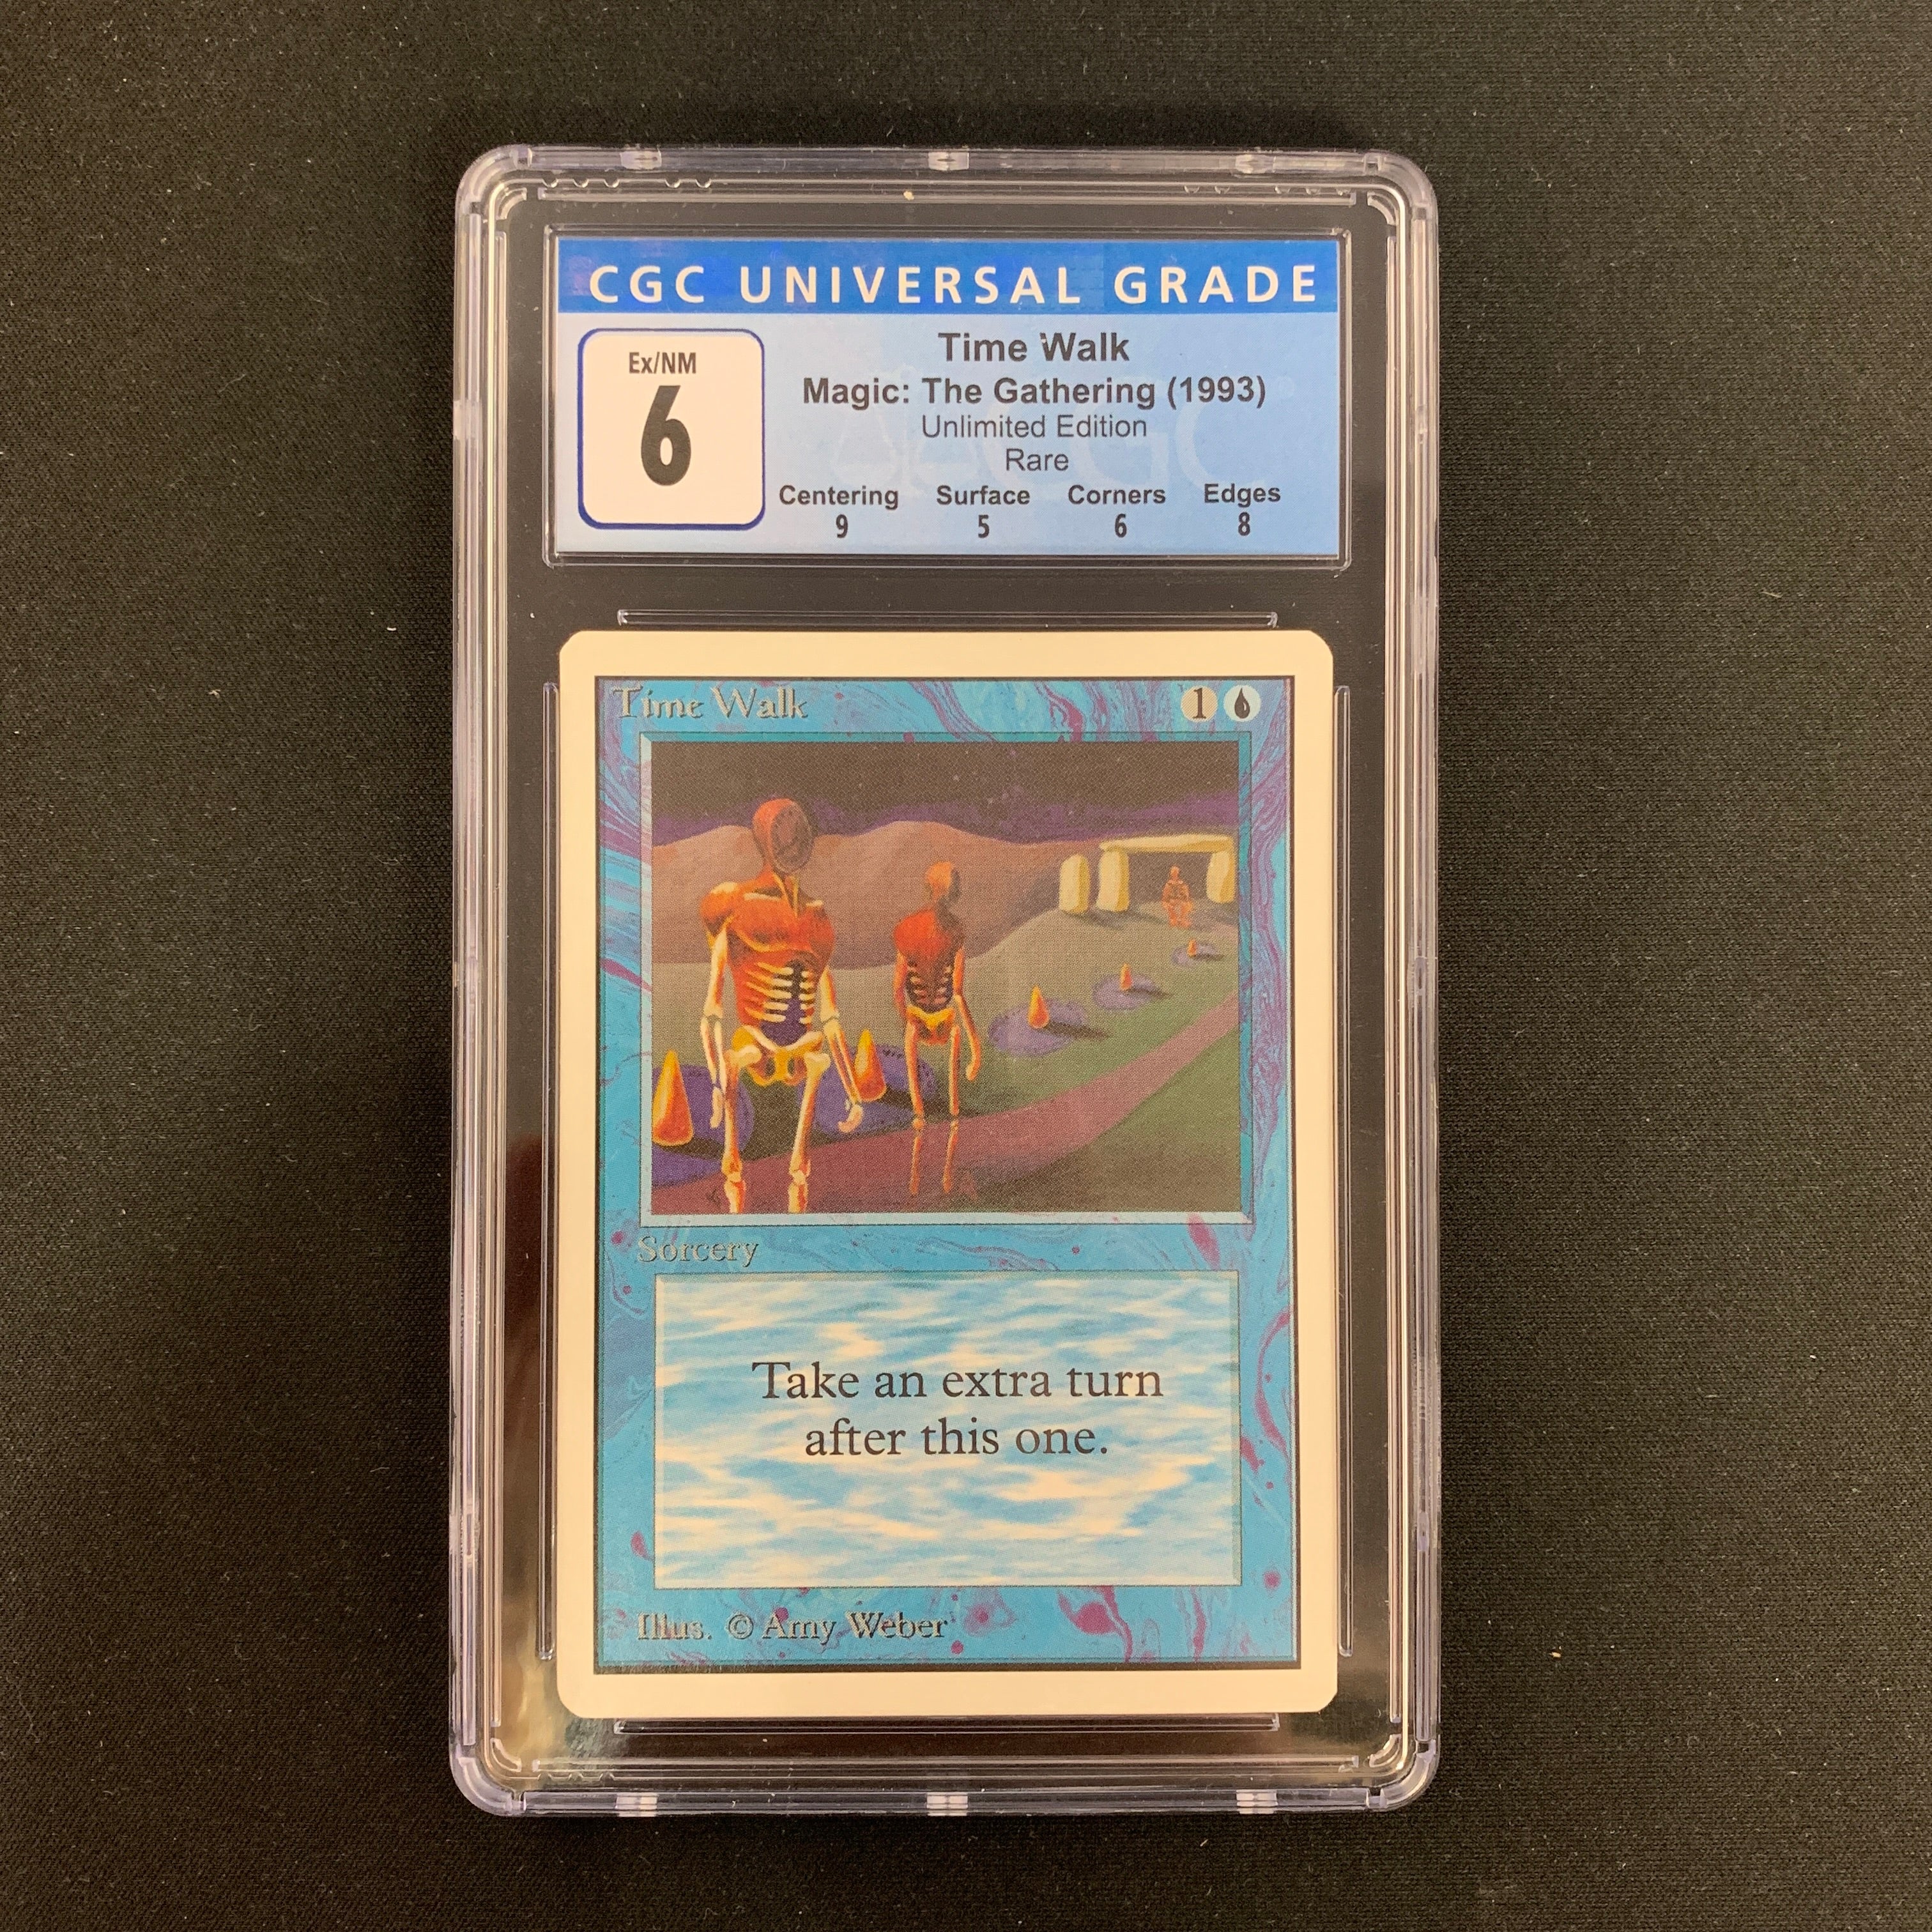 CGC UNIVERSAL GRADE
Ex/NM
6
Time Walk
Magic: The Gathering (1993)
Unlimited Edition
Rare
Centering Surface Corners Edges
9 5 6 8
Time Walk 1
Sorcery
Take an extra turn
after this one.
Illus. © Amy Weber